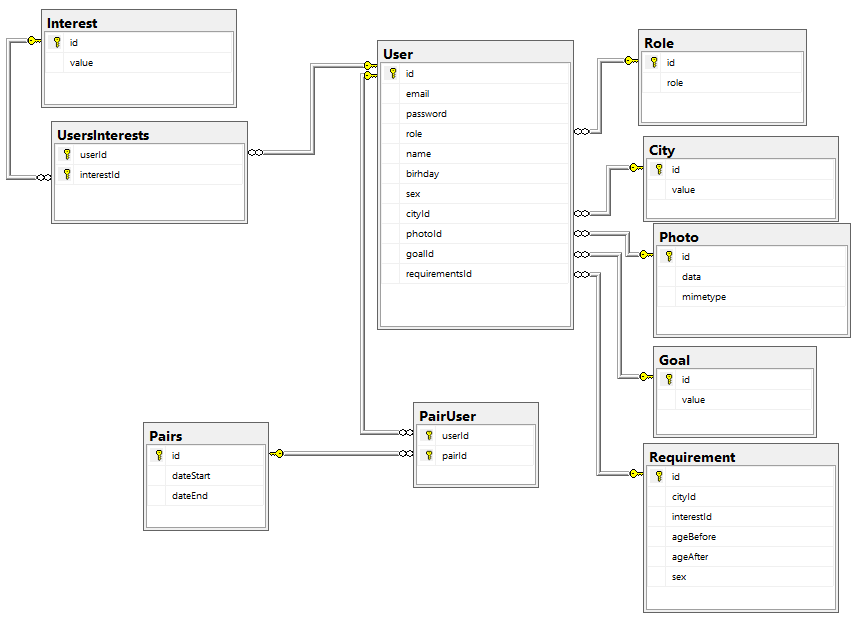 Interest
id
value
UsersInterests
userId
interestId
User
id
email
password
role
name
birhday
sex
cityId
photoId
goalId
requirementsId
Role
id
role
City
id
value
Photo
id
data
mimetype
Goal
id
value
Pairs
id
dateStart
dateEnd
PairUser
userId
pairId
Requirement
id
cityId
interestId
ageBefore
ageAfter
sex